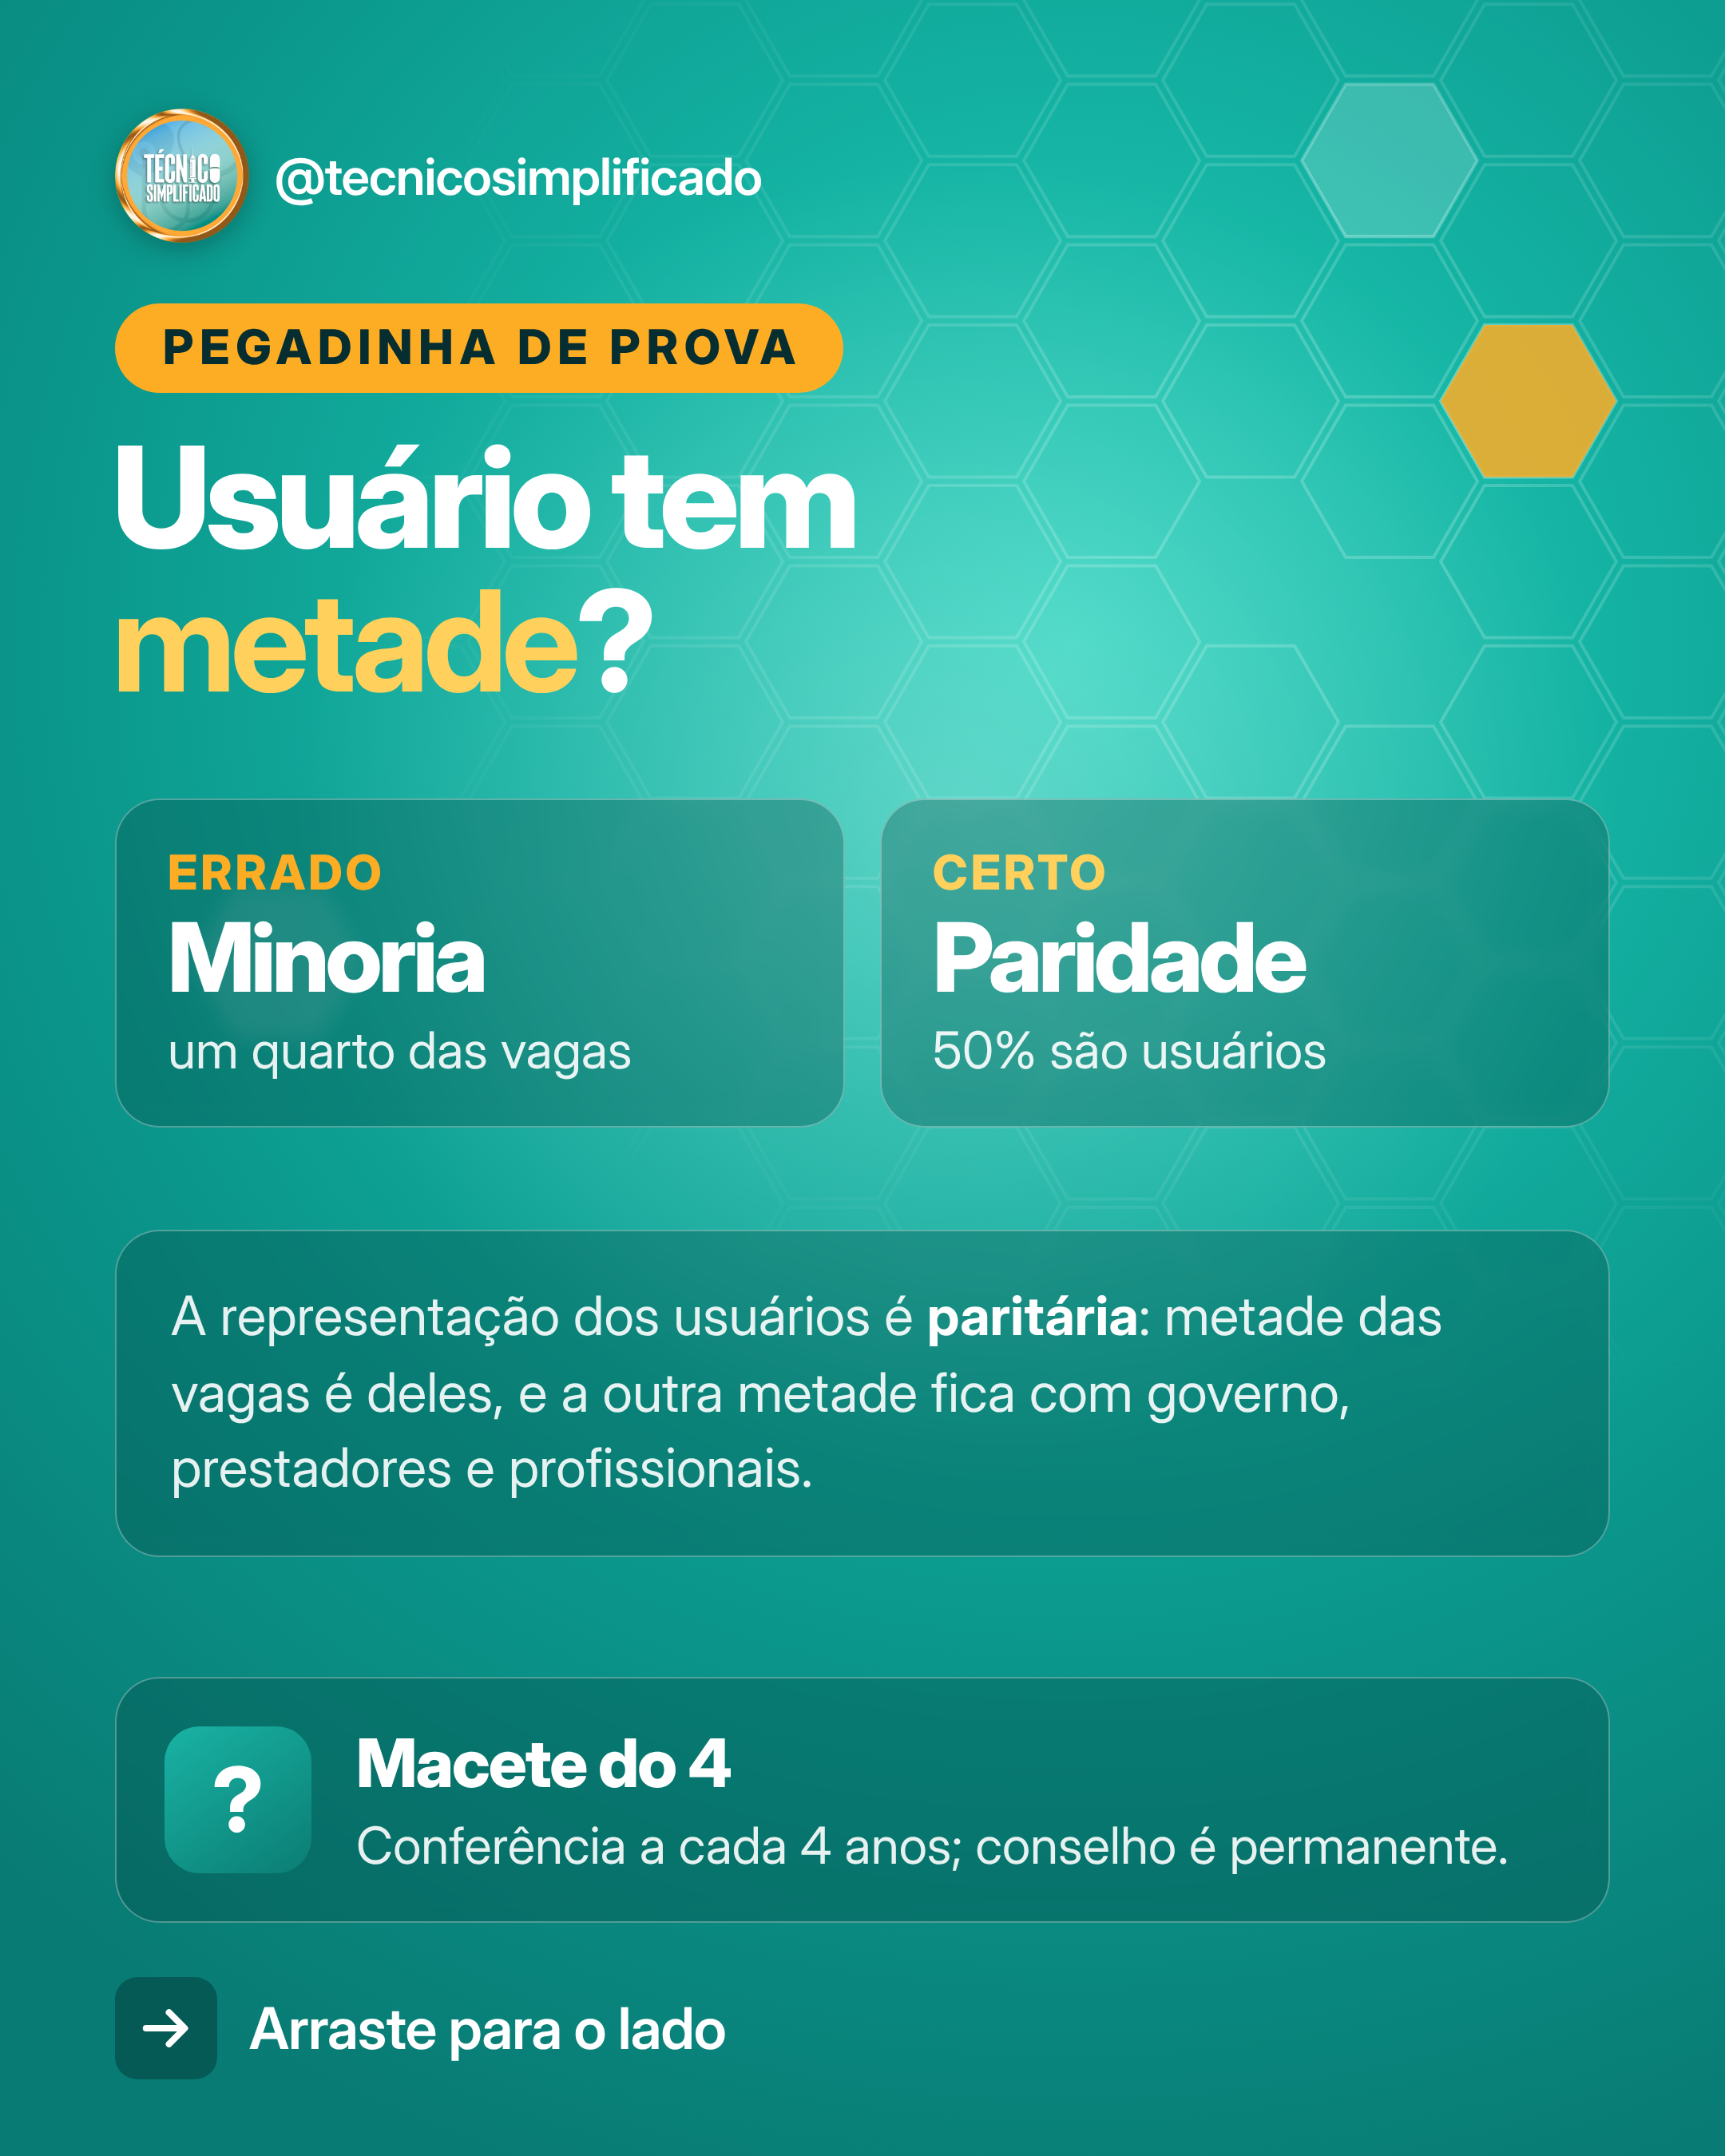 TÉCNICO
SIMPLIFICADO
@tecnicosimplificado
PEGADINHA DE PROVA
Usuário tem
metade?
ERRADO
Minoria
um quarto das vagas
CERTO
Paridade
50% são usuários
A representação dos usuários é paritária: metade das
vagas é deles, e a outra metade fica com governo,
prestadores e profissionais.
?
Macete do 4
Conferência a cada 4 anos; conselho é permanente.
Arraste para o lado